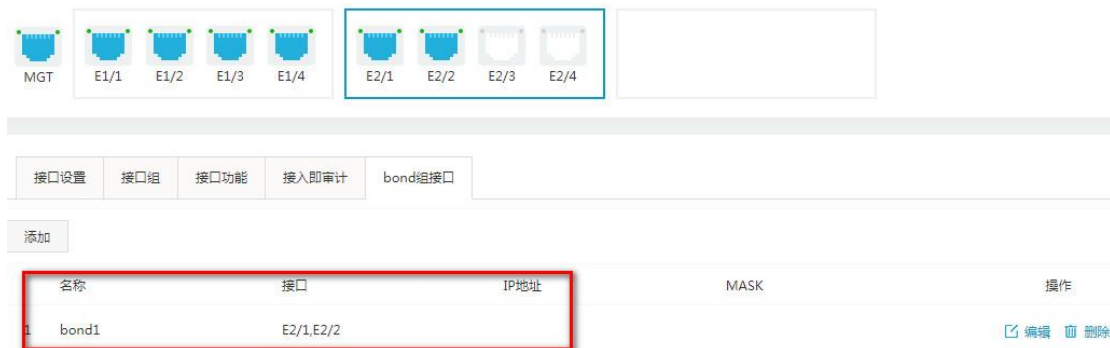 MGT E1/1 E1/2 E1/3 E1/4 E2/1 E2/2 E2/3 E2/4
接口设置 接口组 接口功能 接入即审计 bond组接口
添加
名称 接口 IP地址 MASK 操作
1 bond1 E2/1,E2/2 编辑 删除